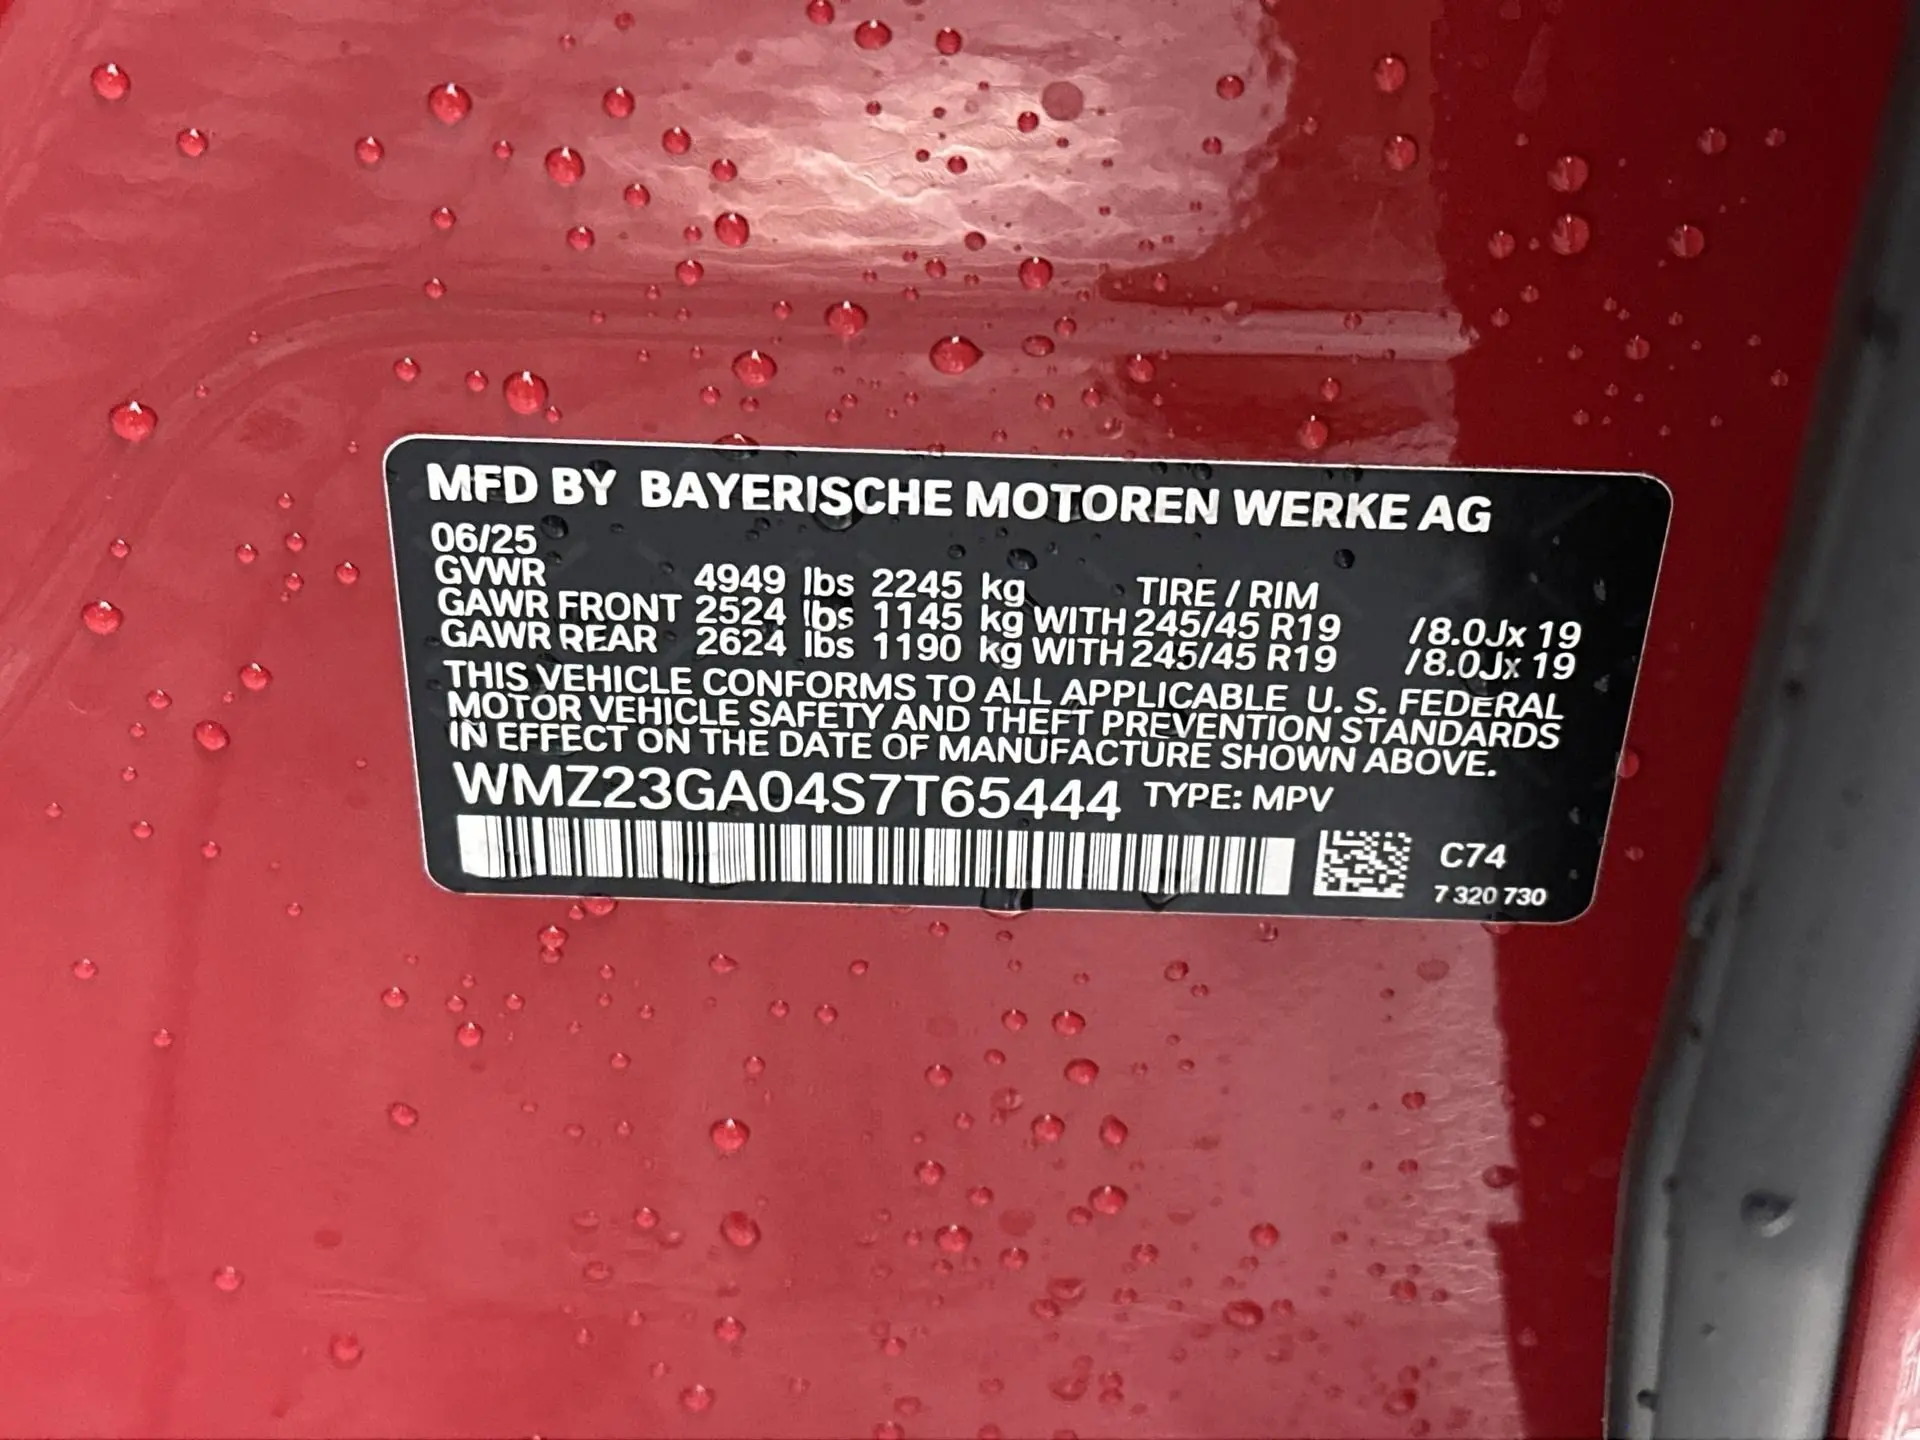 MFD BY BAYERISCHE MOTOREN WERKE AG
06/25
GVWR 4949 lbs 2245 kg TIRE / RIM
GAWR FRONT 2524 lbs 1145 kg WITH 245/45 R19 /8.0Jx 19
GAWR REAR 2624 lbs 1190 kg WITH 245/45 R19 /8.0Jx 19
THIS VEHICLE CONFORMS TO ALL APPLICABLE U. S. FEDERAL
MOTOR VEHICLE SAFETY AND THEFT PREVENTION STANDARDS
IN EFFECT ON THE DATE OF MANUFACTURE SHOWN ABOVE.
WMZ23GA04S7T65444 TYPE: MPV
C74
7 320 730